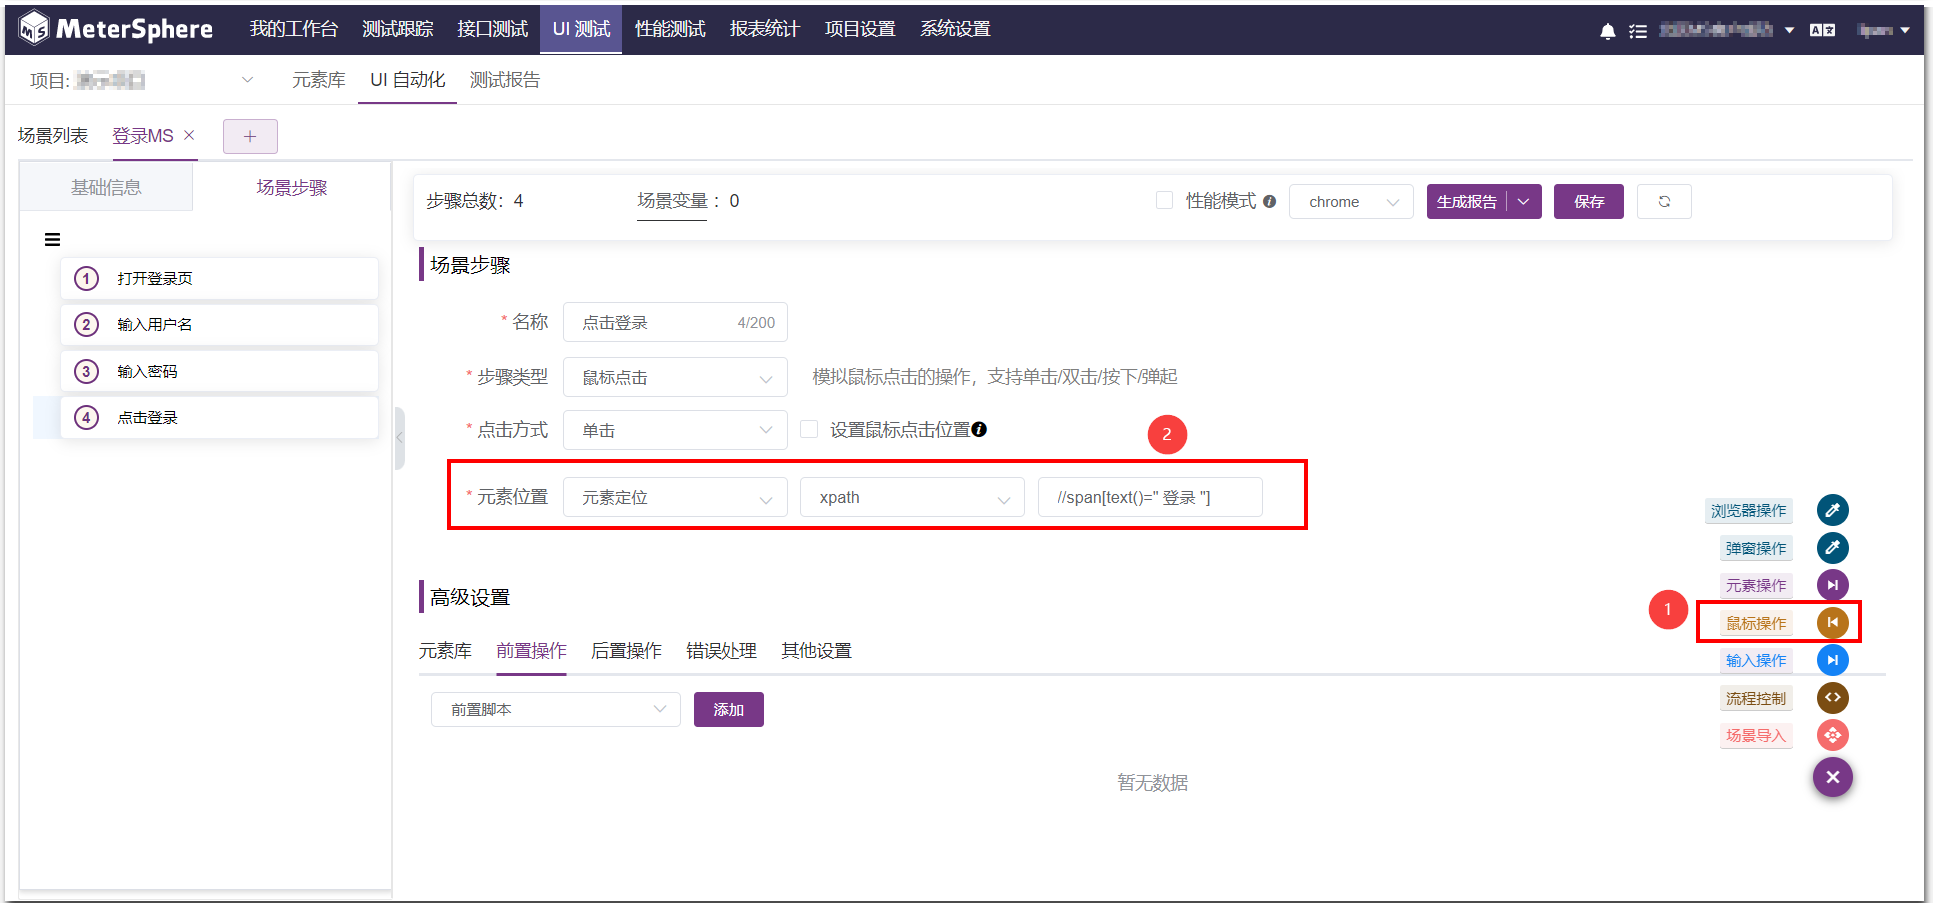 MeterSphere 我的工作台 测试跟踪 接口测试 UI 测试 性能测试 报表统计 项目设置 系统设置
项目: 元素库 UI 自动化 测试报告
场景列表 登录MS × +
基础信息 场景步骤
步骤总数：4 场景变量 ：0 性能模式 chrome 生成报告 保存
场景步骤
1 打开登录页
2 输入用户名
3 输入密码
4 点击登录
* 名称 点击登录 4/200
* 步骤类型 鼠标点击 模拟鼠标点击的操作，支持单击/双击/按下/弹起
* 点击方式 单击 设置鼠标点击位置
2
* 元素位置 元素定位 xpath //span[text()=" 登录 "]
浏览器操作
弹窗操作
元素操作
1 鼠标操作
输入操作
流程控制
场景导入
高级设置
元素库 前置操作 后置操作 错误处理 其他设置
前置脚本 添加
暂无数据